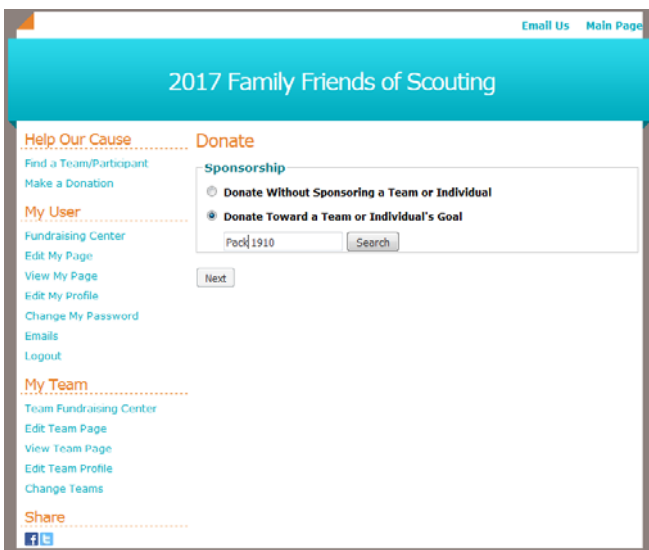 Email Us Main Page
2017 Family Friends of Scouting
Help Our Cause
Find a Team/Participant
Make a Donation
My User
Fundraising Center
Edit My Page
View My Page
Edit My Profile
Change My Password
Emails
Logout
My Team
Team Fundraising Center
Edit Team Page
View Team Page
Edit Team Profile
Change Teams
Share
Donate
Sponsorship
Donate Without Sponsoring a Team or Individual
Donate Toward a Team or Individual's Goal
Pack 1910 Search
Next